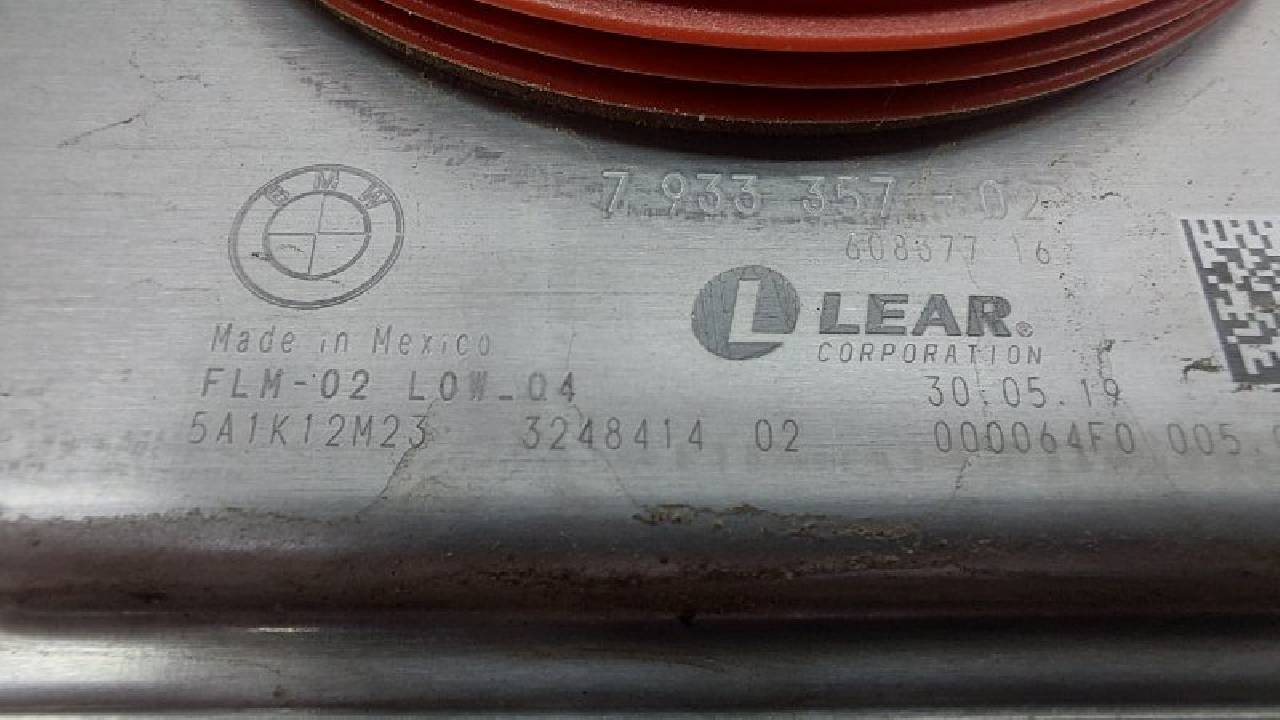 BMW
7 933 357 - 02
608377 16
L LEAR®
CORPORATION
Made in Mexico
FLM-02 LOW_04
30.05.19
5A1K12M23 3248414 02 000064F0 005.